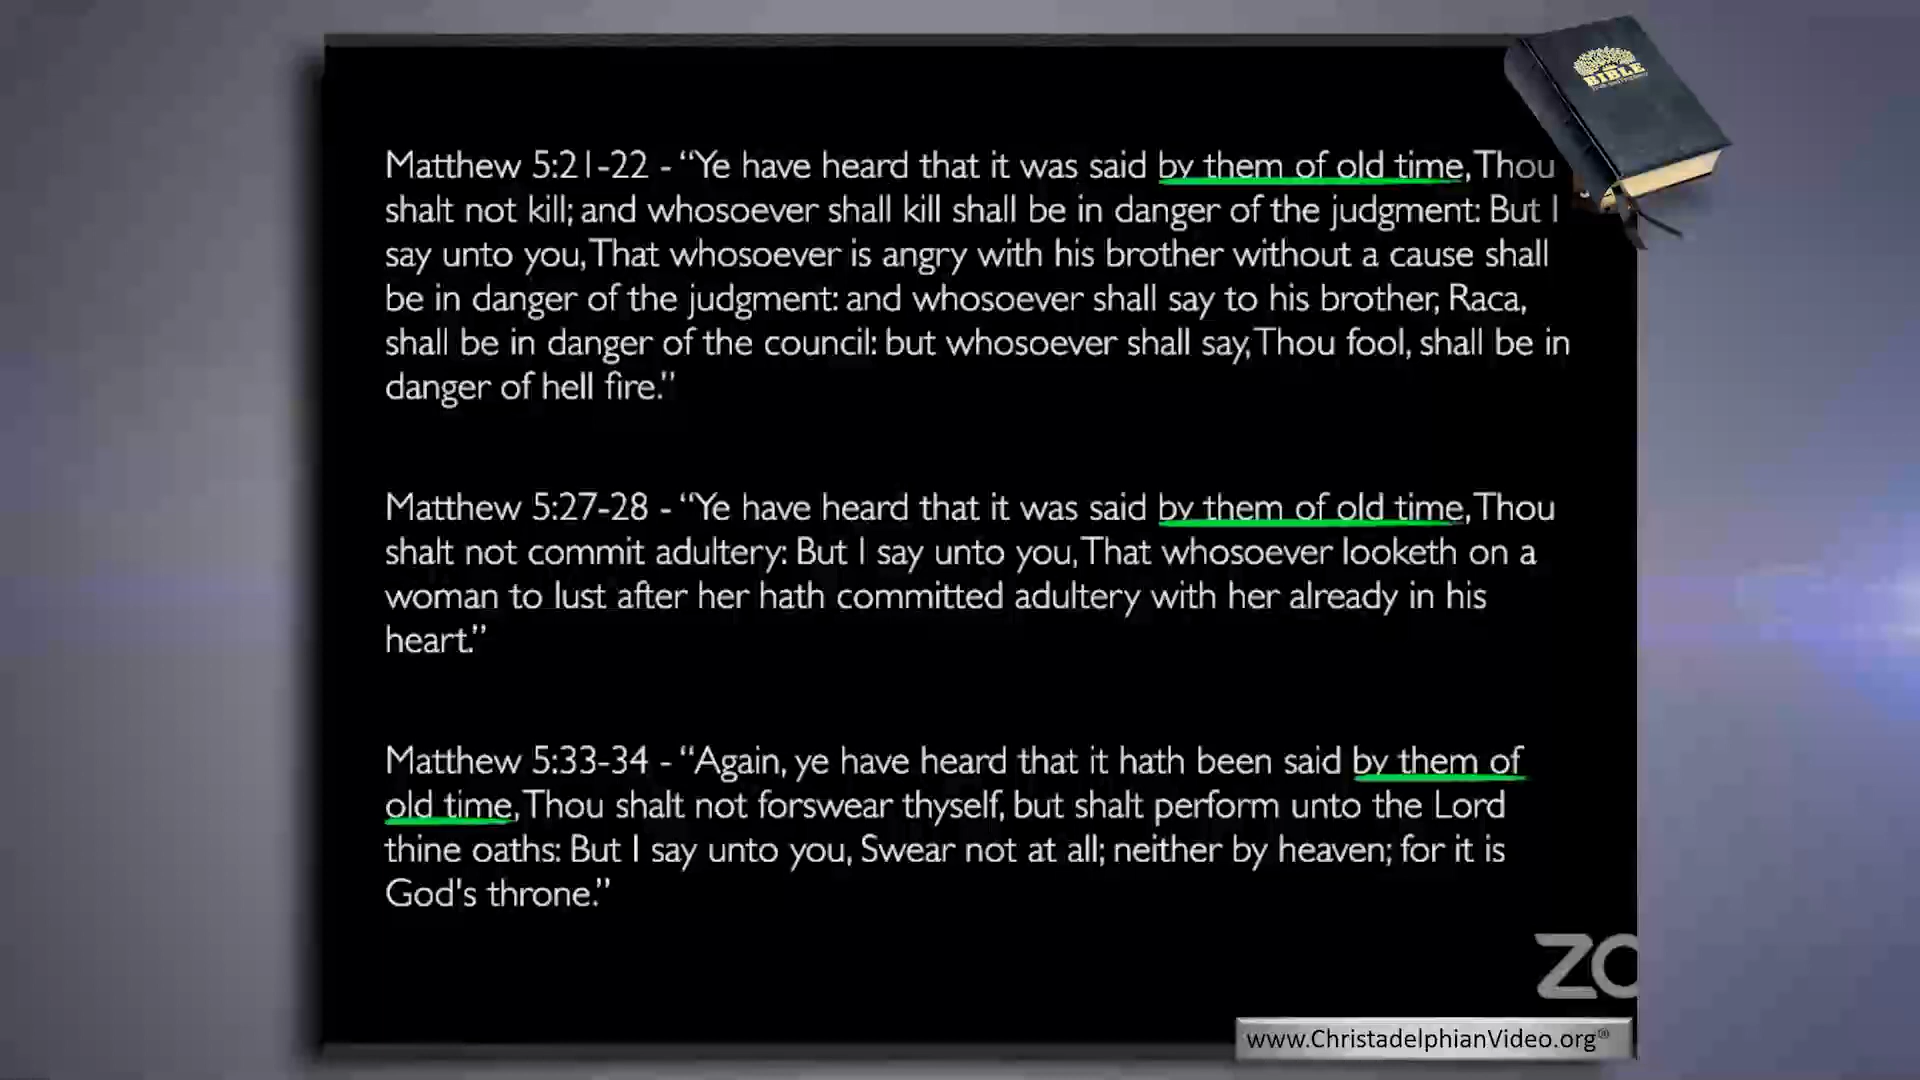 BIBLE
Matthew 5:21-22 - “Ye have heard that it was said by them of old time, Thou
shalt not kill; and whosoever shall kill shall be in danger of the judgment: But I
say unto you, That whosoever is angry with his brother without a cause shall
be in danger of the judgment: and whosoever shall say to his brother, Raca,
shall be in danger of the council: but whosoever shall say, Thou fool, shall be in
danger of hell fire.”
Matthew 5:27-28 - “Ye have heard that it was said by them of old time, Thou
shalt not commit adultery: But I say unto you, That whosoever looketh on a
woman to lust after her hath committed adultery with her already in his
heart.”
Matthew 5:33-34 - “Again, ye have heard that it hath been said by them of
old time, Thou shalt not forswear thyself, but shalt perform unto the Lord
thine oaths: But I say unto you, Swear not at all; neither by heaven; for it is
God's throne.”
ZO
www.ChristadelphianVideo.org®